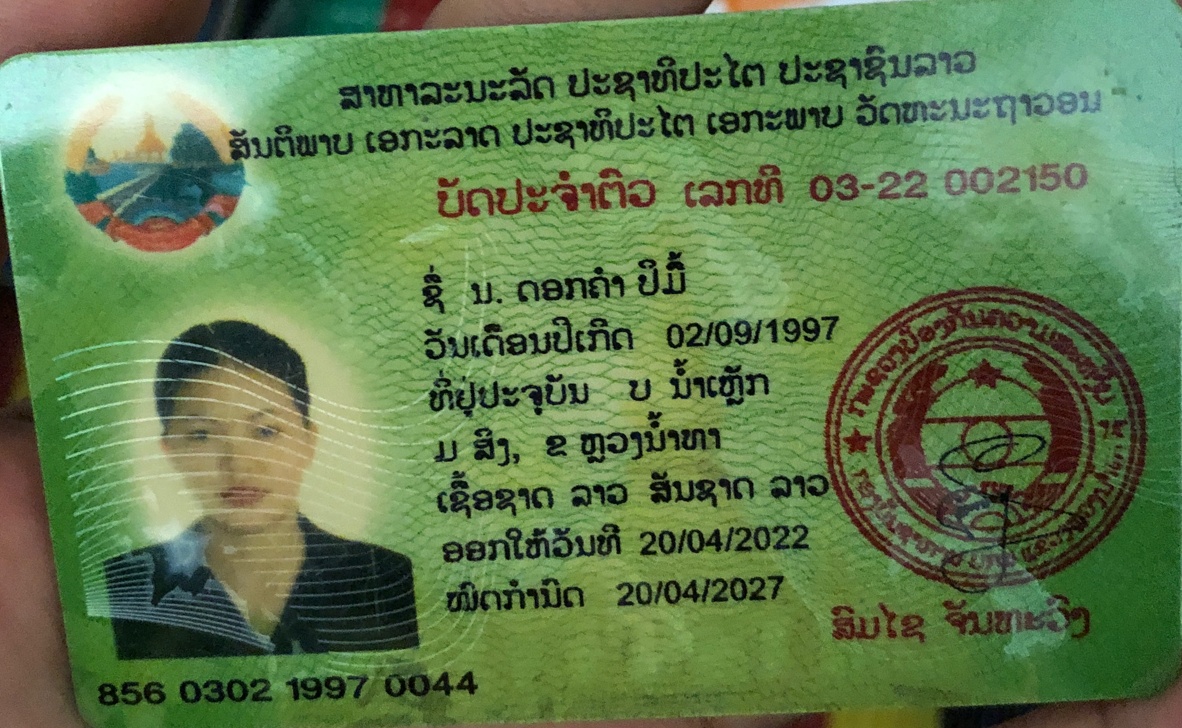 ສາທາລະນະລັດ ປະຊາທິປະໄຕ ປະຊາຊົນລາວ
ສັນຕິພາບ ເອກະລາດ ປະຊາທິປະໄຕ ເອກະພາບ ວັດທະນະຖາວອນ
ບັດປະຈຳຕົວ ເລກທີ 03-22 002150
ຊື່ ນ. ດອກຄຳ ປີມີ້
ວັນເດືອນປີເກີດ 02/09/1997
ທີ່ຢູ່ປະຈຸບັນ ບ ນ້ຳເຫຼັກ
ມ ສິງ, ຂ ຫຼວງນ້ຳທາ
ເຊື້ອຊາດ ລາວ ສັນຊາດ ລາວ
ອອກໃຫ້ວັນທີ 20/04/2022
ໝົດກຳນົດ 20/04/2027
ສົມໄຊ ຈັນທະວົງ
856 0302 1997 0044